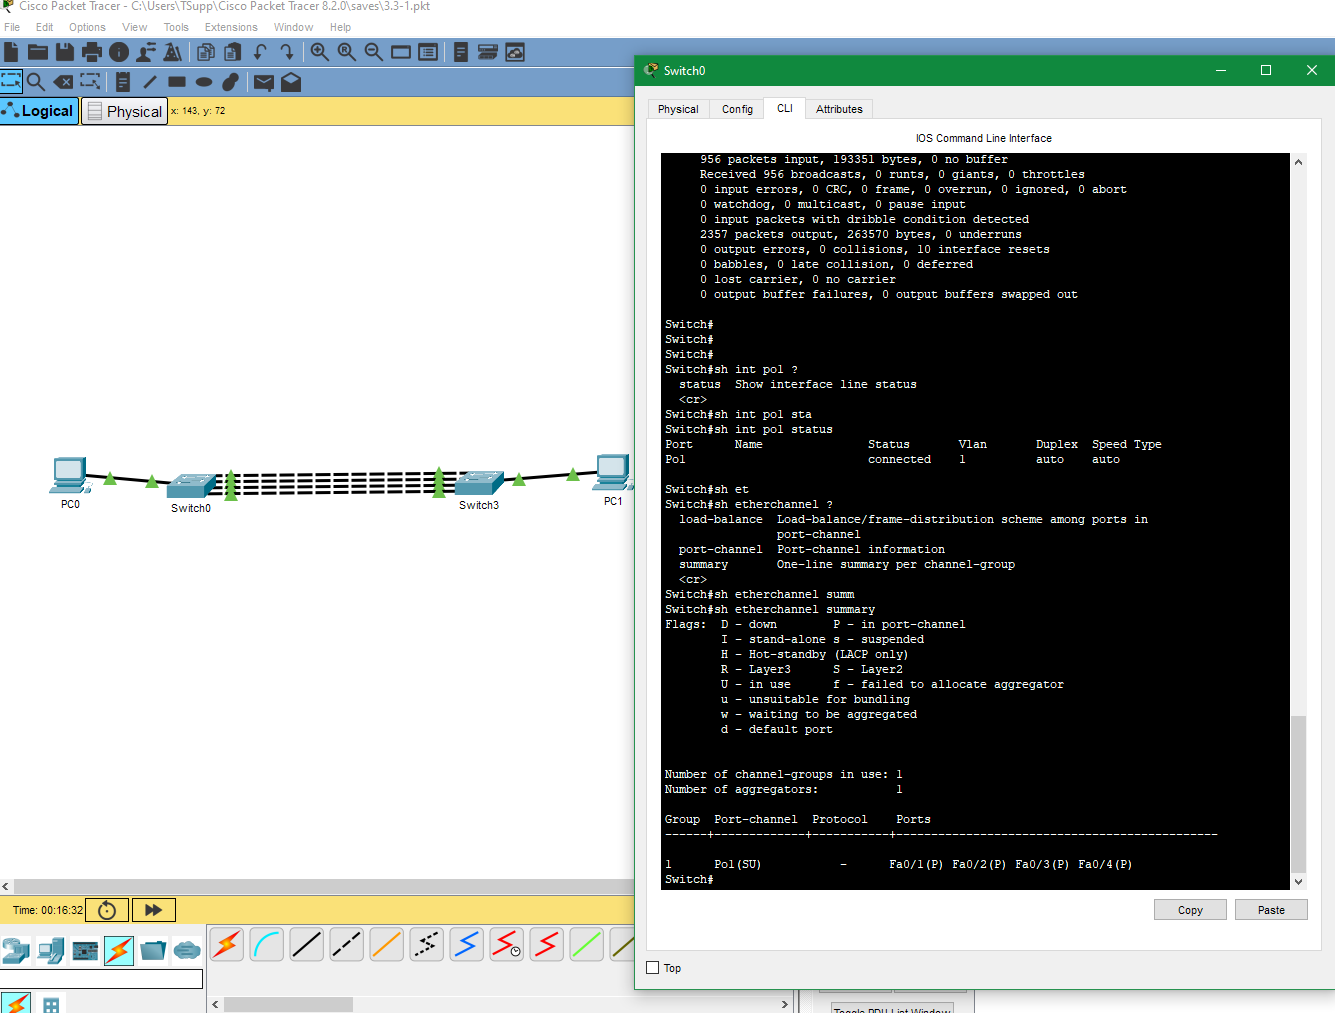 Cisco Packet Tracer - C:\Users\TSupp\Cisco Packet Tracer 8.2.0\saves\3.3-1.pkt
File Edit Options View Tools Extensions Window Help
Logical Physical x: 143, y: 72
PC0
Switch0
Switch3
PC1
Time: 00:16:32
Switch0
Physical Config CLI Attributes
IOS Command Line Interface
956 packets input, 193351 bytes, 0 no buffer
Received 956 broadcasts, 0 runts, 0 giants, 0 throttles
0 input errors, 0 CRC, 0 frame, 0 overrun, 0 ignored, 0 abort
0 watchdog, 0 multicast, 0 pause input
0 input packets with dribble condition detected
2357 packets output, 263570 bytes, 0 underruns
0 output errors, 0 collisions, 10 interface resets
0 babbles, 0 late collision, 0 deferred
0 lost carrier, 0 no carrier
0 output buffer failures, 0 output buffers swapped out
Switch#
Switch#
Switch#
Switch#sh int po1 ?
status Show interface line status
<cr>
Switch#sh int po1 sta
Switch#sh int po1 status
Port Name Status Vlan Duplex Speed Type
Po1 connected 1 auto auto
Switch#sh et
Switch#sh etherchannel ?
load-balance Load-balance/frame-distribution scheme among ports in
port-channel
port-channel Port-channel information
summary One-line summary per channel-group
<cr>
Switch#sh etherchannel summ
Switch#sh etherchannel summary
Flags: D - down P - in port-channel
I - stand-alone s - suspended
H - Hot-standby (LACP only)
R - Layer3 S - Layer2
U - in use f - failed to allocate aggregator
u - unsuitable for bundling
w - waiting to be aggregated
d - default port
Number of channel-groups in use: 1
Number of aggregators: 1
Group Port-channel Protocol Ports
------+-------------+-----------+----------------------------------------------
1 Po1(SU) - Fa0/1(P) Fa0/2(P) Fa0/3(P) Fa0/4(P)
Switch#
Copy Paste
Top
Toggle PDU List Window